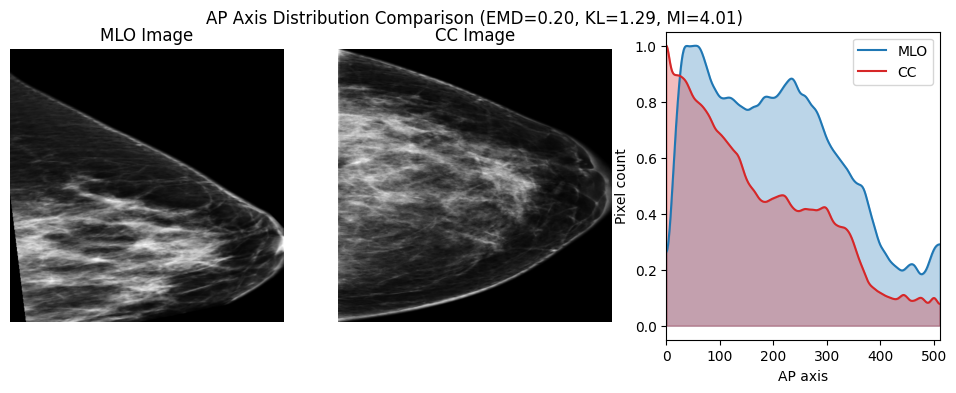 AP Axis Distribution Comparison (EMD=0.20, KL=1.29, MI=4.01)
MLO Image
CC Image
MLO
CC
Pixel count
1.0
0.8
0.6
0.4
0.2
0.0
0 100 200 300 400 500
AP axis